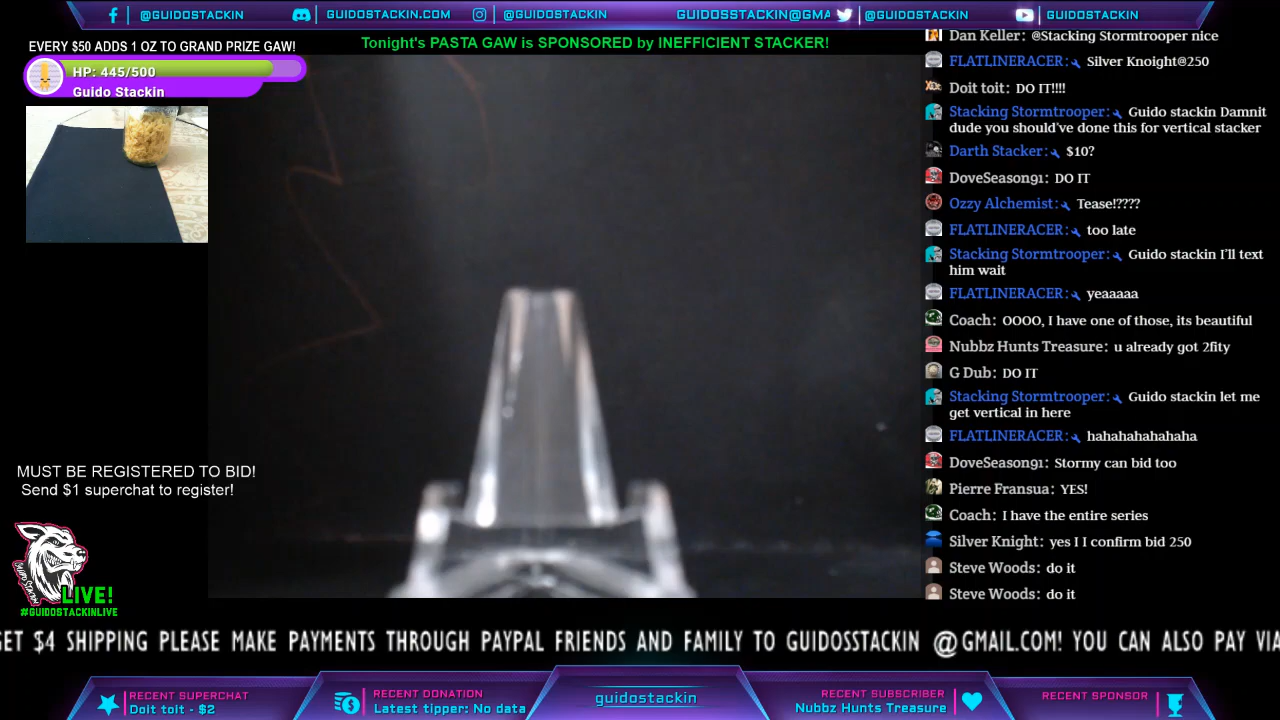 @GUIDOSTACKIN
GUIDOSTACKIN.COM
@GUIDOSTACKIN
GUIDOSSTACKIN@GMA
@GUIDOSTACKIN
GUIDOSTACKIN
EVERY $50 ADDS 1 OZ TO GRAND PRIZE GAW!
Tonight's PASTA GAW is SPONSORED by INEFFICIENT STACKER!
HP: 445/500
Guido Stackin
Dan Keller: @Stacking Stormtrooper nice
FLATLINERACER: Silver Knoight@250
Doit toit: DO IT!!!!
Stacking Stormtrooper: Guido stackin Damnit
dude you should've done this for vertical stacker
Darth Stacker: $10?
DoveSeason91: DO IT
Ozzy Alchemist: Tease!????
FLATLINERACER: too late
Stacking Stormtrooper: Guido stackin I'll text
him wait
FLATLINERACER: yeaaaaa
Coach: OOOO, I have one of those, its beautiful
Nubbz Hunts Treasure: u already got 2fity
G Dub: DO IT
Stacking Stormtrooper: Guido stackin let me
get vertical in here
FLATLINERACER: hahahahahahaha
DoveSeason91: Stormy can bid too
Pierre Fransua: YES!
Coach: I have the entire series
Silver Knight: yes I I confirm bid 250
Steve Woods: do it
Steve Woods: do it
MUST BE REGISTERED TO BID!
Send $1 superchat to register!
GUIDO STACKIN
LIVE!
#GUIDOSTACKINLIVE
GET $4 SHIPPING PLEASE MAKE PAYMENTS THROUGH PAYPAL FRIENDS AND FAMILY TO GUIDOSSTACKIN @GMAIL.COM! YOU CAN ALSO PAY VIA
RECENT SUPERCHAT
Doit toit - $2
RECENT DONATION
Latest tipper: No data
guidostackin
RECENT SUBSCRIBER
Nubbz Hunts Treasure
RECENT SPONSOR